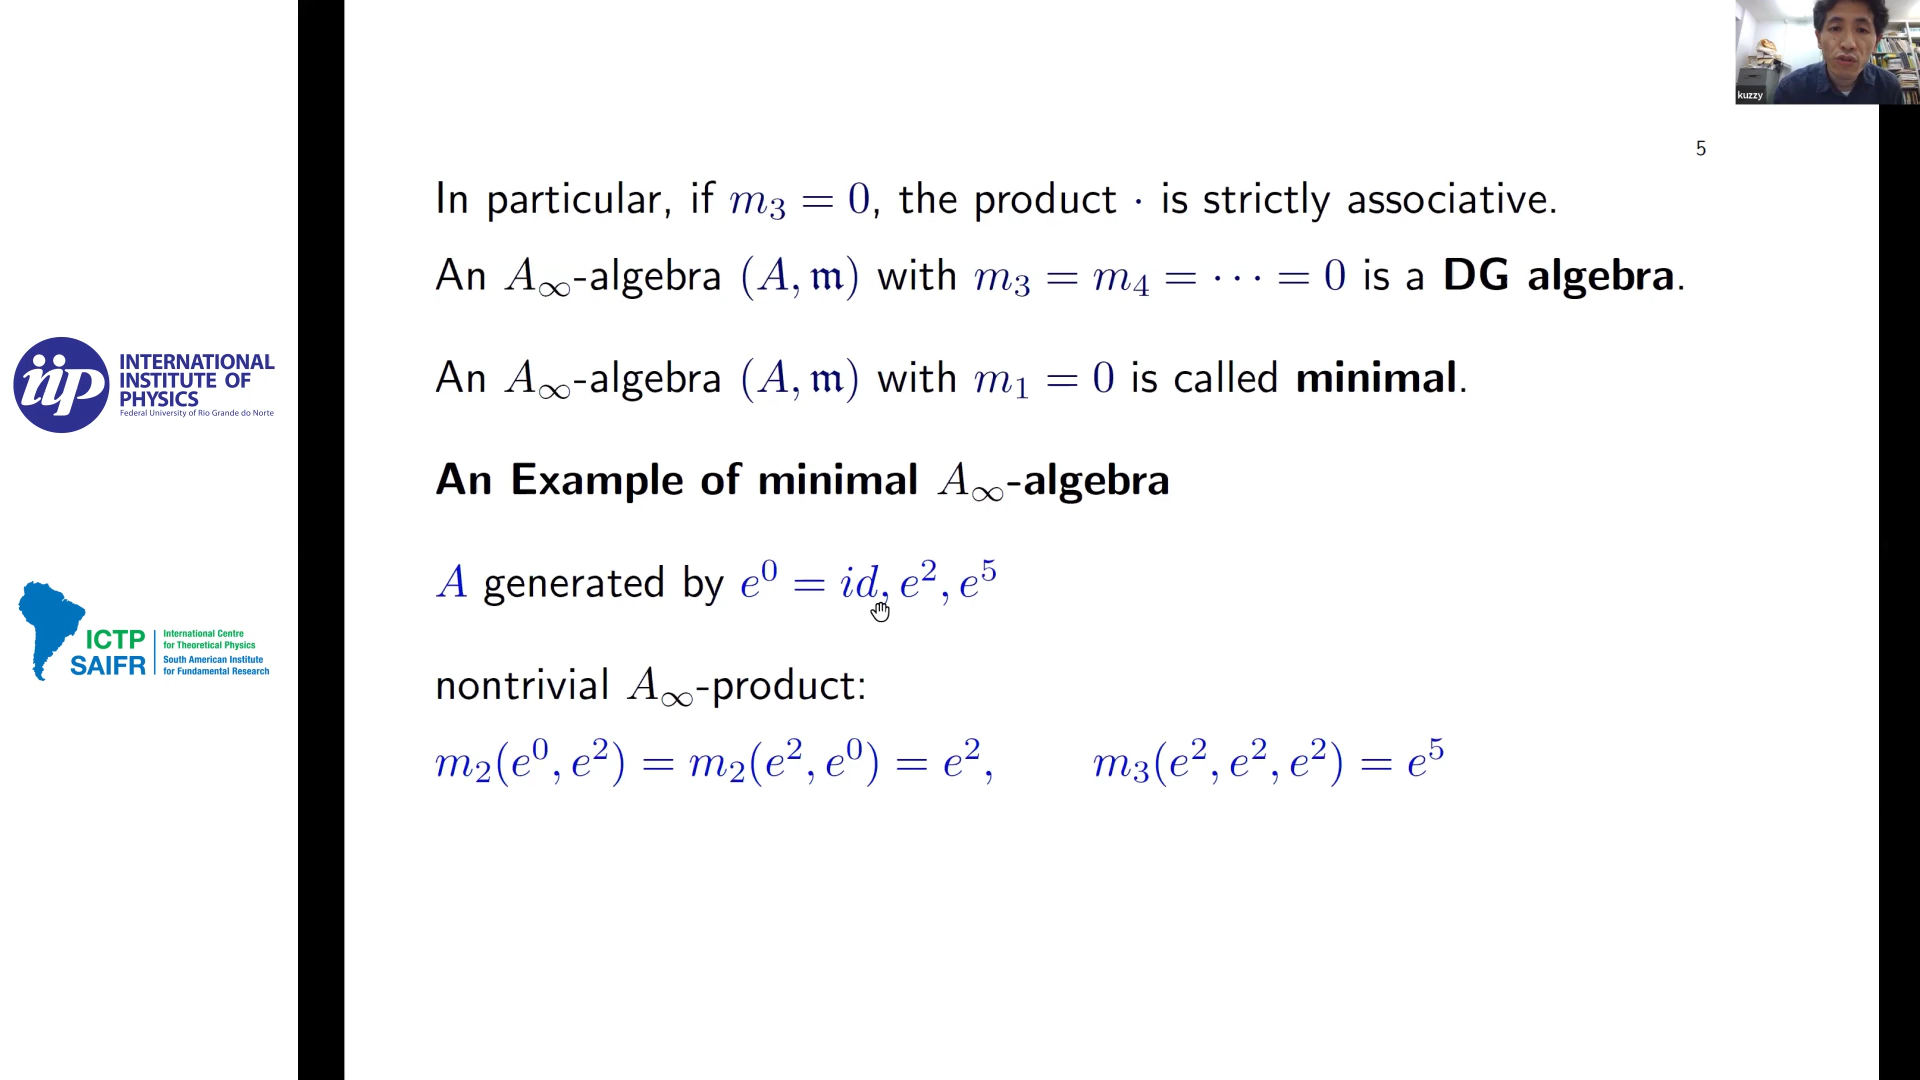 kuzzy
5
In particular, if m₃ = 0, the product · is strictly associative.
An A∞-algebra (A, 𝔪) with m₃ = m₄ = ··· = 0 is a DG algebra.
An A∞-algebra (A, 𝔪) with m₁ = 0 is called minimal.
An Example of minimal A∞-algebra
A generated by e⁰ = id, e², e⁵
nontrivial A∞-product:
m₂(e⁰, e²) = m₂(e², e⁰) = e², m₃(e², e², e²) = e⁵
iip
INTERNATIONAL
INSTITUTE OF
PHYSICS
Federal University of Rio Grande do Norte
ICTP
SAIFR
International Centre
for Theoretical Physics
South American Institute
for Fundamental Research